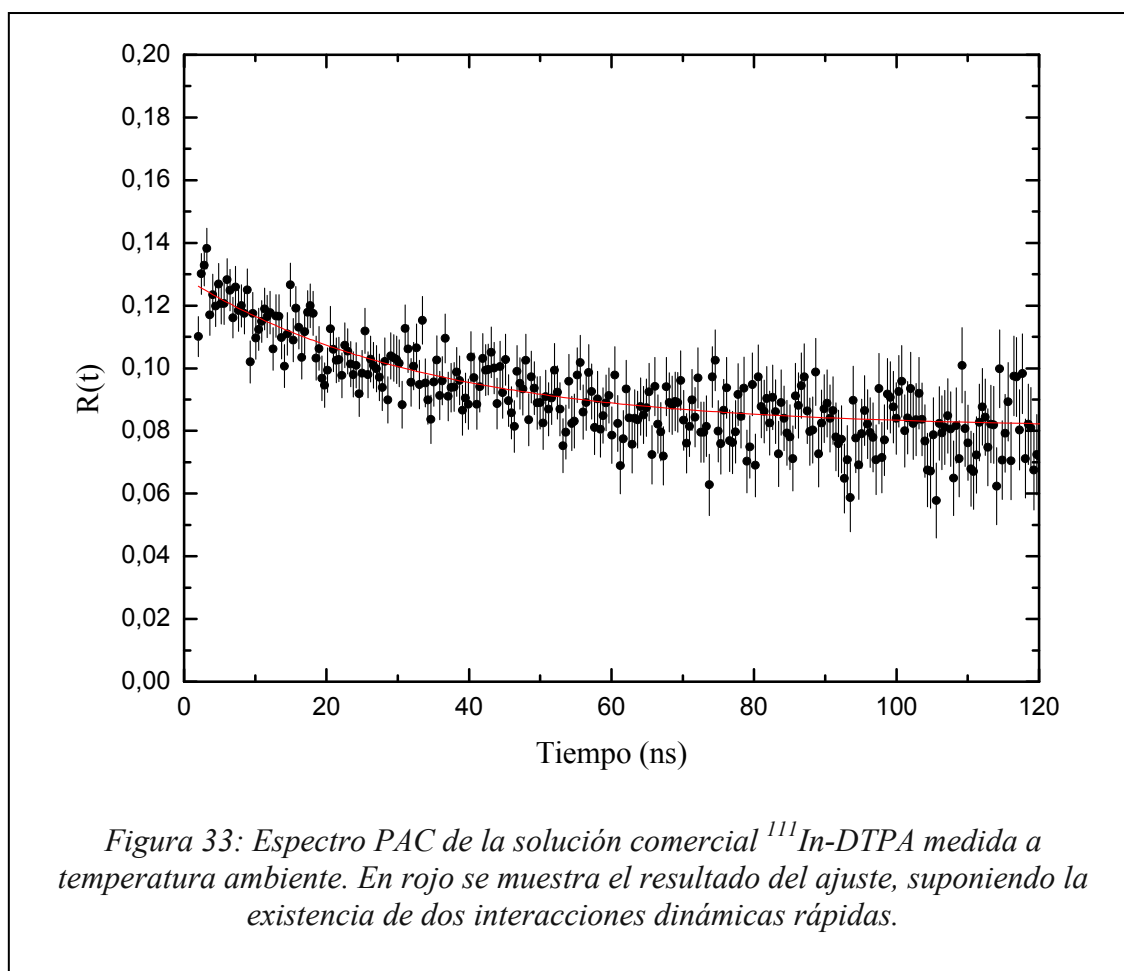 0,20
0,18
0,16
0,14
0,12
0,10
0,08
0,06
0,04
0,02
0,00
R(t)
0 20 40 60 80 100 120
Tiempo (ns)
Figura 33: Espectro PAC de la solución comercial ¹¹¹In-DTPA medida a
temperatura ambiente. En rojo se muestra el resultado del ajuste, suponiendo la
existencia de dos interacciones dinámicas rápidas.